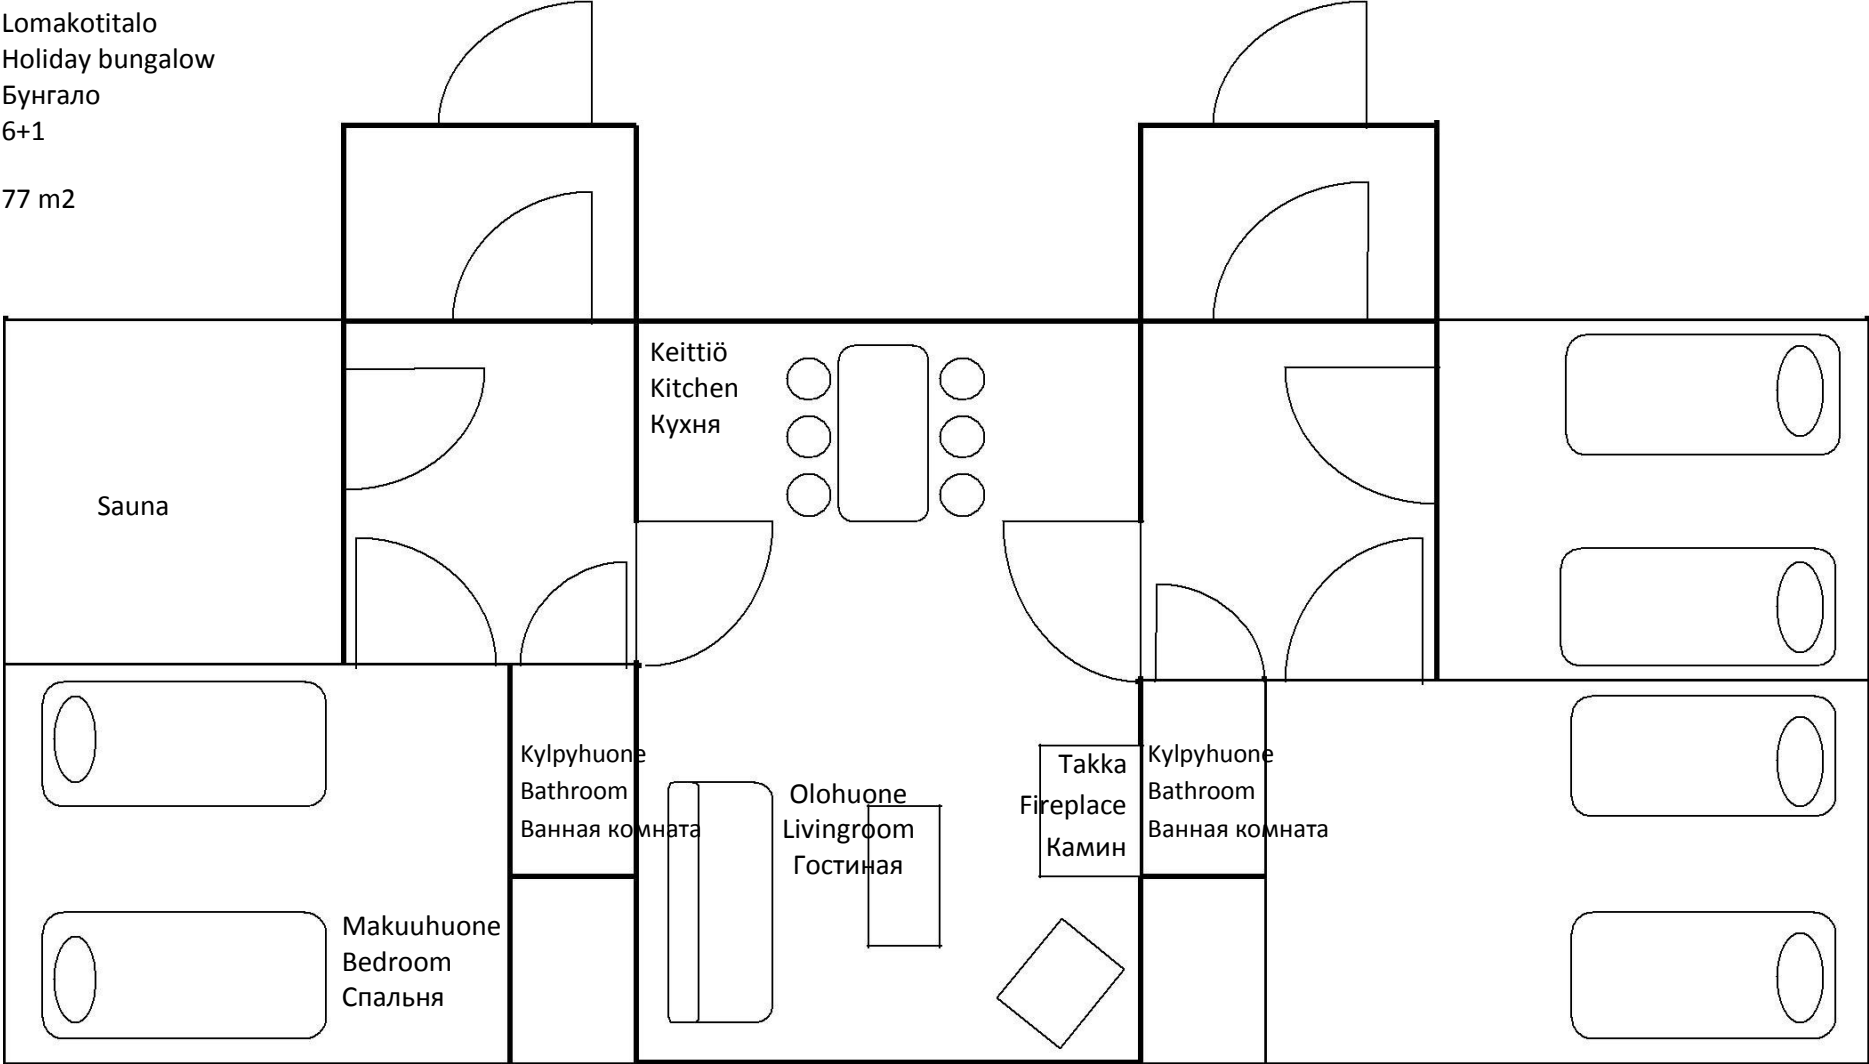 Lomakotitalo
Holiday bungalow
Бунгало
6+1
77 m2
Keittiö
Kitchen
Кухня
Sauna
Kylpyhuone
Bathroom
Ванная комната
Olohuone
Livingroom
Гостиная
Takka
Fireplace
Камин
Kylpyhuone
Bathroom
Ванная комната
Makuuhuone
Bedroom
Спальня